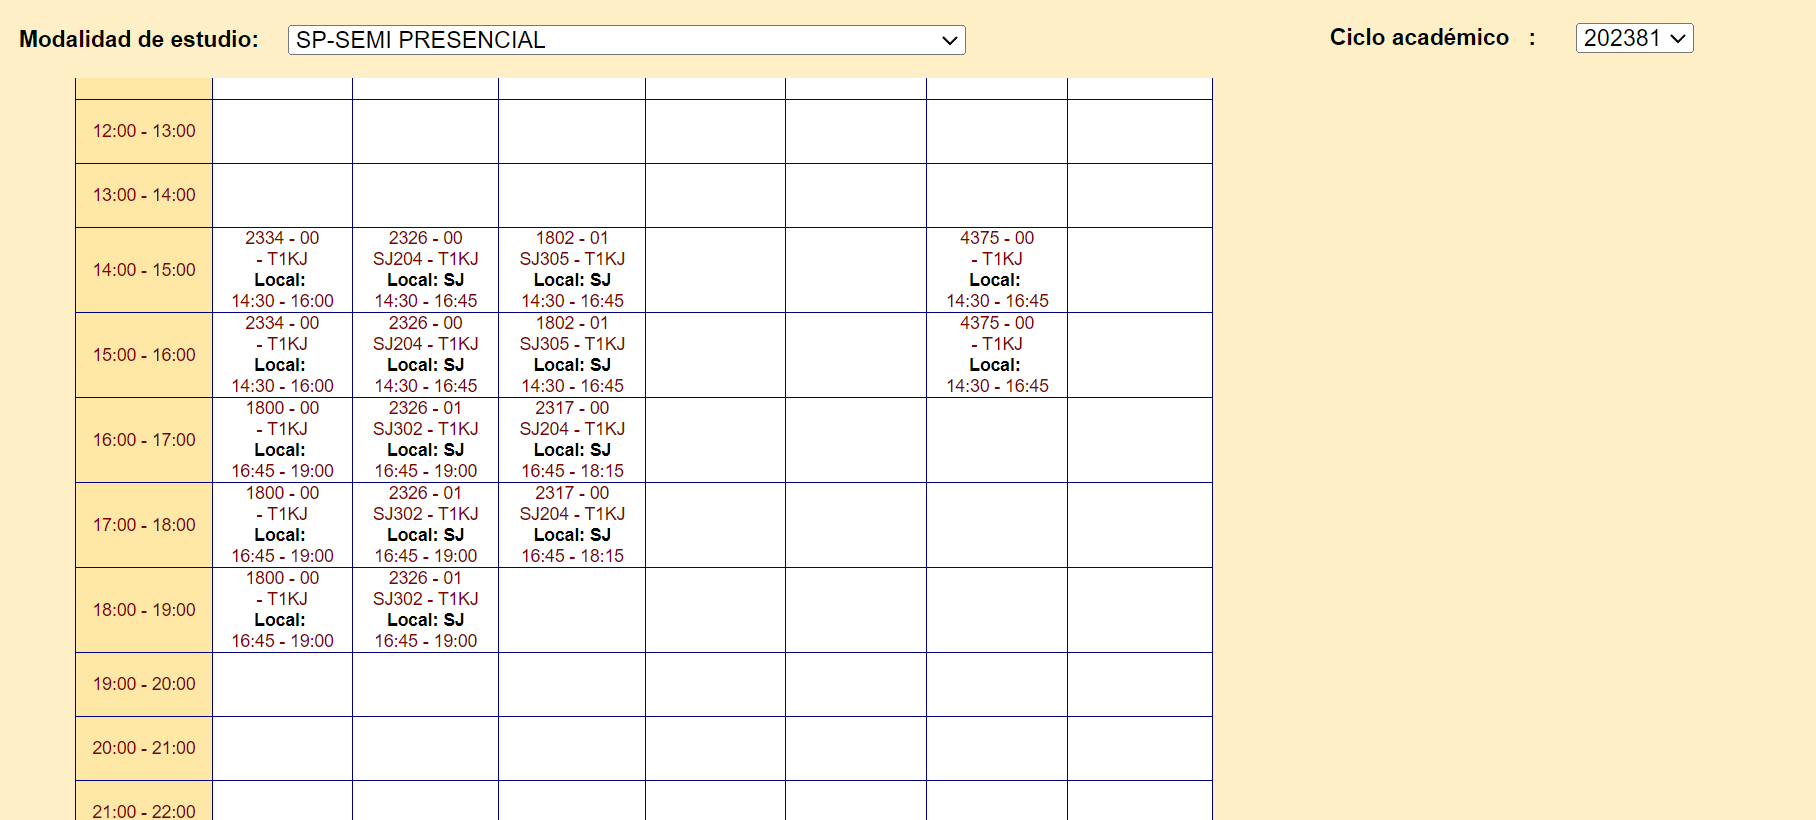 Modalidad de estudio: SP-SEMI PRESENCIAL Ciclo académico : 202381
12:00 - 13:00
13:00 - 14:00
14:00 - 15:00
2334 - 00
- T1KJ
Local:
14:30 - 16:00
2326 - 00
SJ204 - T1KJ
Local: SJ
14:30 - 16:45
1802 - 01
SJ305 - T1KJ
Local: SJ
14:30 - 16:45
4375 - 00
- T1KJ
Local:
14:30 - 16:45
15:00 - 16:00
2334 - 00
- T1KJ
Local:
14:30 - 16:00
2326 - 00
SJ204 - T1KJ
Local: SJ
14:30 - 16:45
1802 - 01
SJ305 - T1KJ
Local: SJ
14:30 - 16:45
4375 - 00
- T1KJ
Local:
14:30 - 16:45
16:00 - 17:00
1800 - 00
- T1KJ
Local:
16:45 - 19:00
2326 - 01
SJ302 - T1KJ
Local: SJ
16:45 - 19:00
2317 - 00
SJ204 - T1KJ
Local: SJ
16:45 - 18:15
17:00 - 18:00
1800 - 00
- T1KJ
Local:
16:45 - 19:00
2326 - 01
SJ302 - T1KJ
Local: SJ
16:45 - 19:00
2317 - 00
SJ204 - T1KJ
Local: SJ
16:45 - 18:15
18:00 - 19:00
1800 - 00
- T1KJ
Local:
16:45 - 19:00
2326 - 01
SJ302 - T1KJ
Local: SJ
16:45 - 19:00
19:00 - 20:00
20:00 - 21:00
21:00 - 22:00